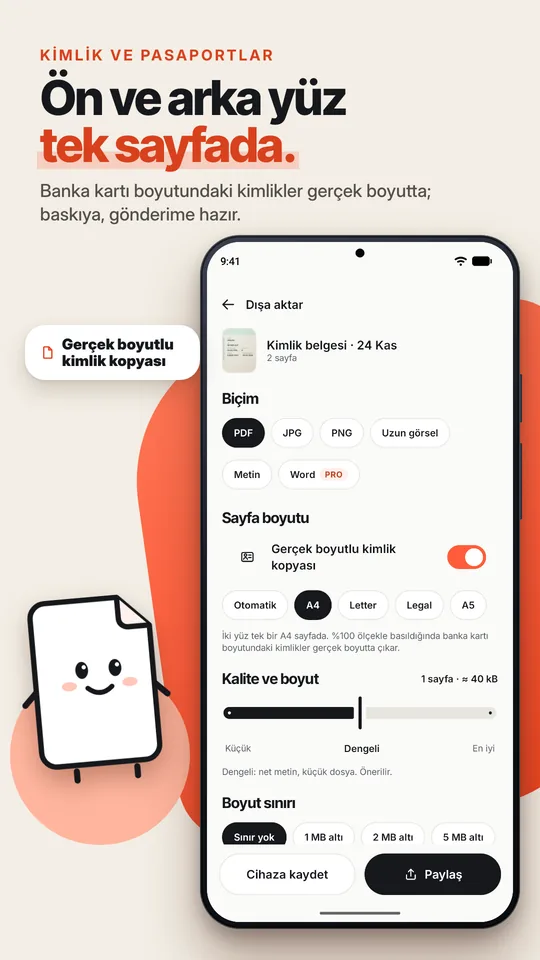 KİMLİK VE PASAPORTLAR
Ön ve arka yüz
tek sayfada.
Banka kartı boyutundaki kimlikler gerçek boyutta;
baskıya, gönderime hazır.
9:41
Dışa aktar
Gerçek boyutlu
kimlik kopyası
Kimlik belgesi · 24 Kas
2 sayfa
Biçim
PDF JPG PNG Uzun görsel
Metin Word PRO
Sayfa boyutu
Gerçek boyutlu kimlik
kopyası
Otomatik A4 Letter Legal A5
İki yüz tek bir A4 sayfada. %100 ölçekle basıldığında banka kartı
boyutundaki kimlikler gerçek boyutta çıkar.
Kalite ve boyut 1 sayfa · ≈ 40 kB
Küçük Dengeli En iyi
Dengeli: net metin, küçük dosya. Önerilir.
Boyut sınırı
Sınır yok 1 MB altı 2 MB altı 5 MB altı
Cihaza kaydet Paylaş